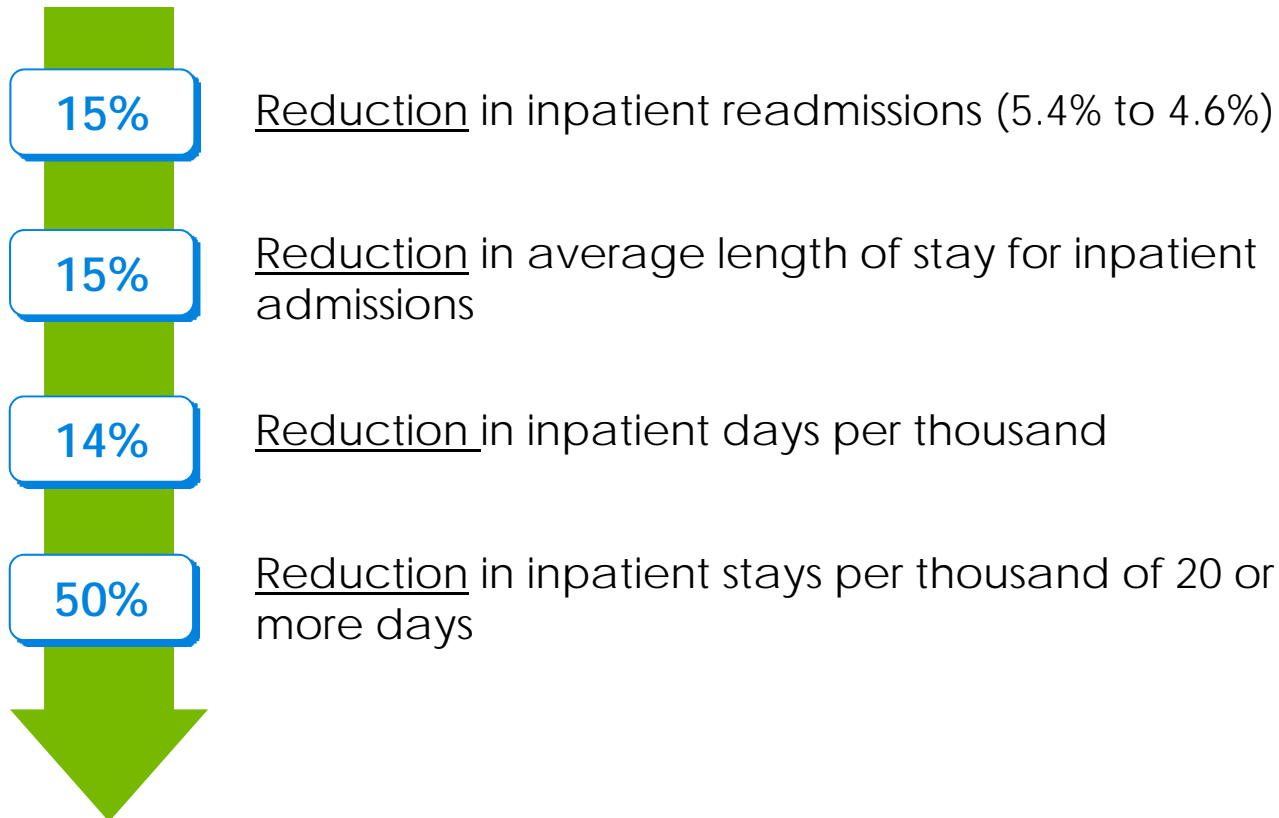 15%
Reduction in inpatient readmissions (5.4% to 4.6%)
15%
Reduction in average length of stay for inpatient
admissions
14%
Reduction in inpatient days per thousand
50%
Reduction in inpatient stays per thousand of 20 or
more days